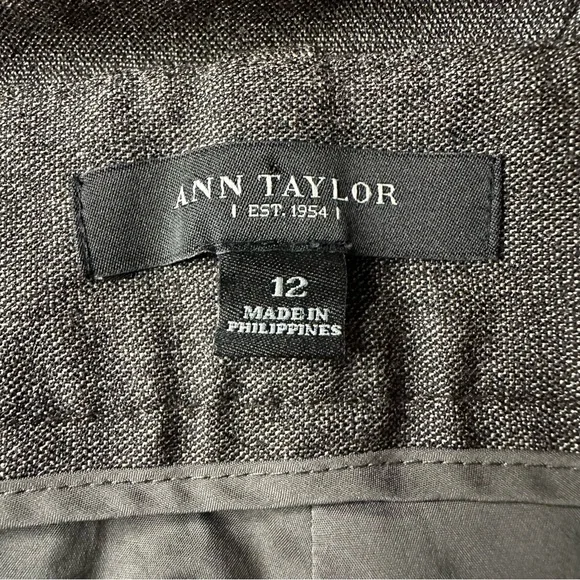 ANN TAYLOR
| EST. 1954 |
12
MADE IN
PHILIPPINES